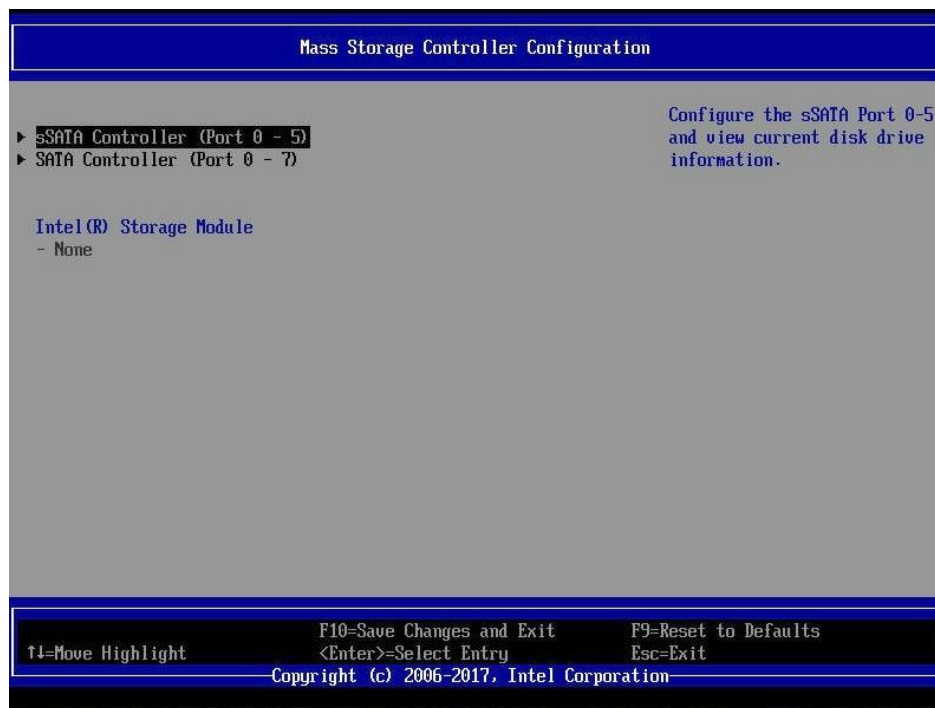 Mass Storage Controller Configuration
▶ sSATA Controller (Port 0 - 5)
▶ SATA Controller (Port 0 - 7)
Intel(R) Storage Module
- None
Configure the sSATA Port 0-5
and view current disk drive
information.
F10=Save Changes and Exit F9=Reset to Defaults
↑↓=Move Highlight <Enter>=Select Entry Esc=Exit
Copyright (c) 2006-2017, Intel Corporation